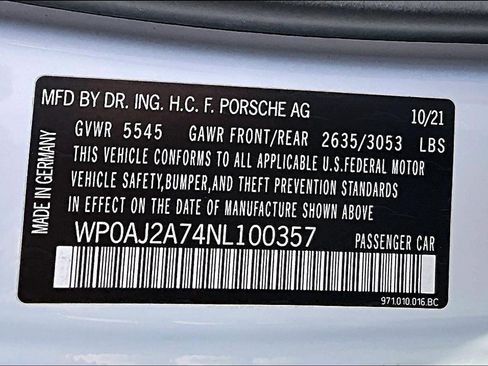 MFD BY DR. ING. H.C. F. PORSCHE AG 10/21
GVWR 5545 GAWR FRONT/REAR 2635/3053 LBS
THIS VEHICLE CONFORMS TO ALL APPLICABLE U.S.FEDERAL MOTOR
VEHICLE SAFETY,BUMPER,AND THEFT PREVENTION STANDARDS
IN EFFECT ON THE DATE OF MANUFACTURE SHOWN ABOVE
MADE IN GERMANY
WP0AJ2A74NL100357 PASSENGER CAR
971.010.016.BC